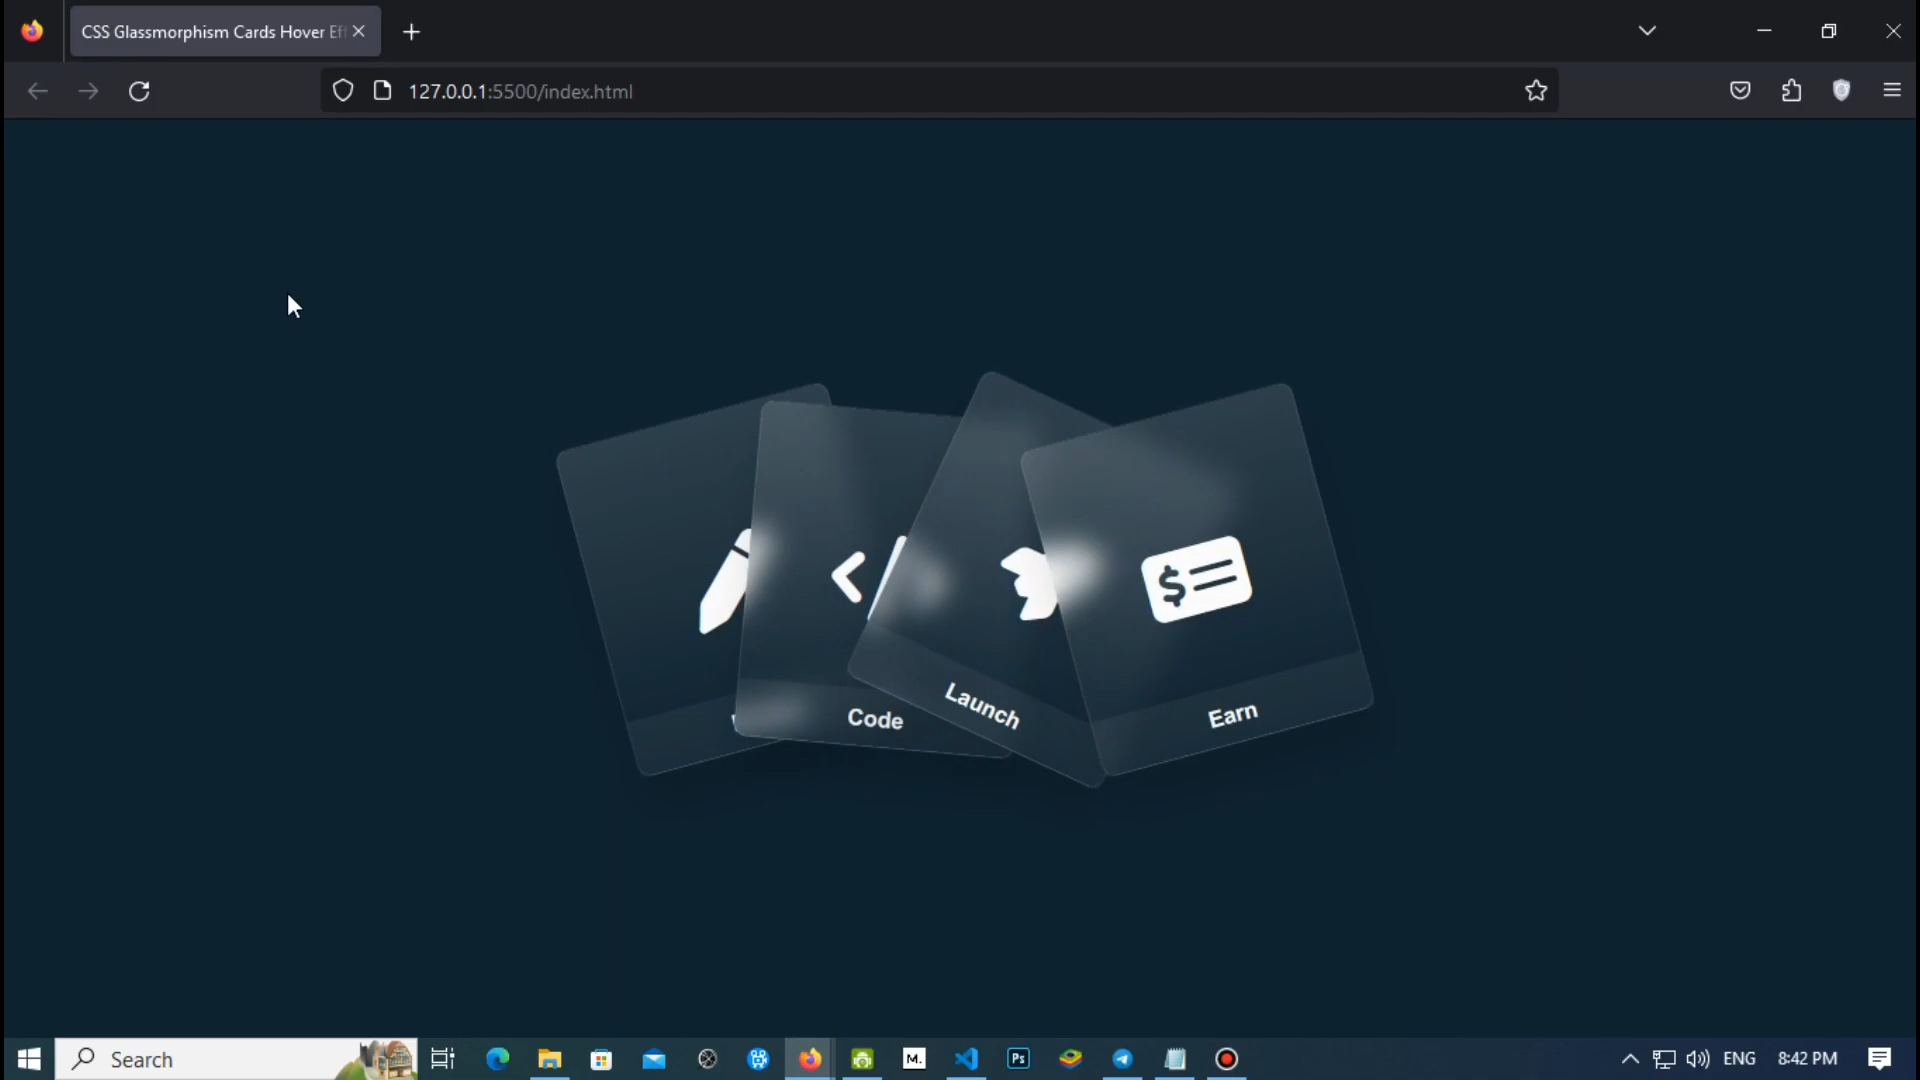 CSS Glassmorphism Cards Hover Eff
127.0.0.1:5500/index.html
Code
Launch
Earn
$
Search
M.
Ps
ENG
8:42 PM